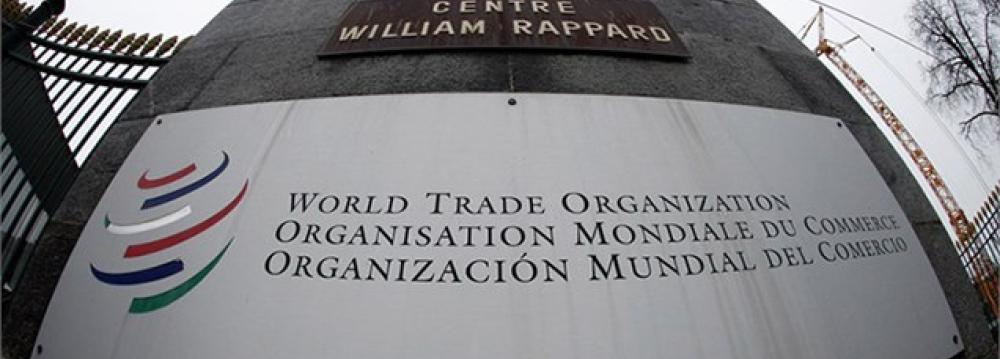 CENTRE
WILLIAM RAPPARD
WORLD TRADE ORGANIZATION
ORGANISATION MONDIALE DU COMMERCE
ORGANIZACIÓN MUNDIAL DEL COMERCIO